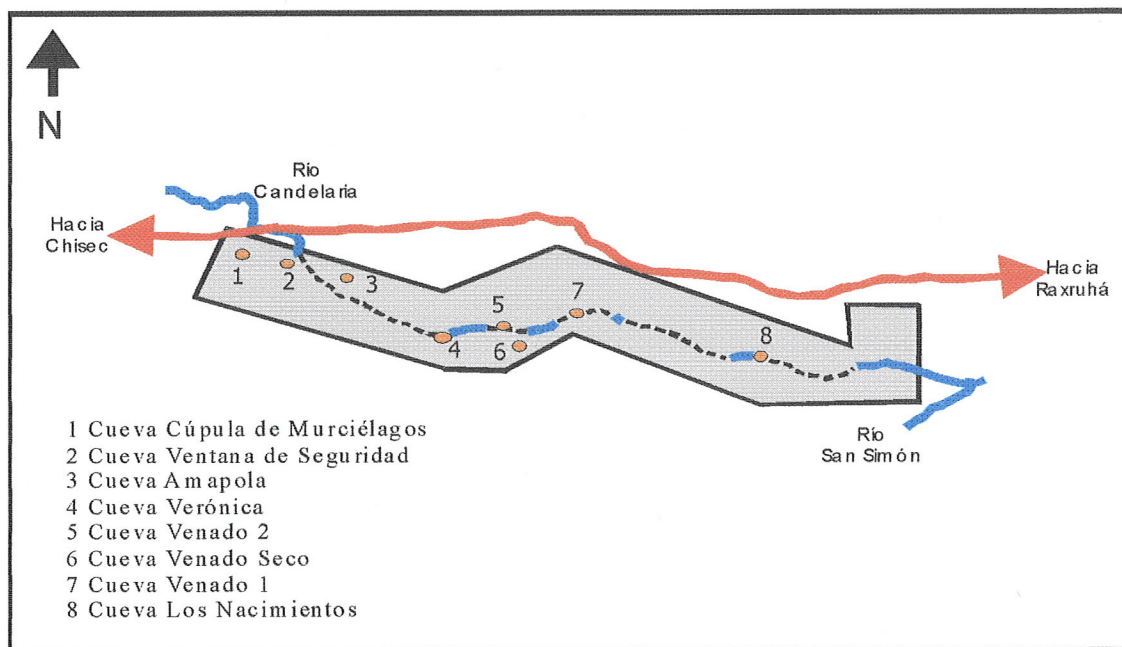 N
Río
Candelaria
Hacia
Chisec
Hacia
Raxruhá
1
2
3
4
5
6
7
8
Río
San Simón
1 Cueva Cúpula de Murciélagos
2 Cueva Ventana de Seguridad
3 Cueva Amapola
4 Cueva Verónica
5 Cueva Venado 2
6 Cueva Venado Seco
7 Cueva Venado 1
8 Cueva Los Nacimientos